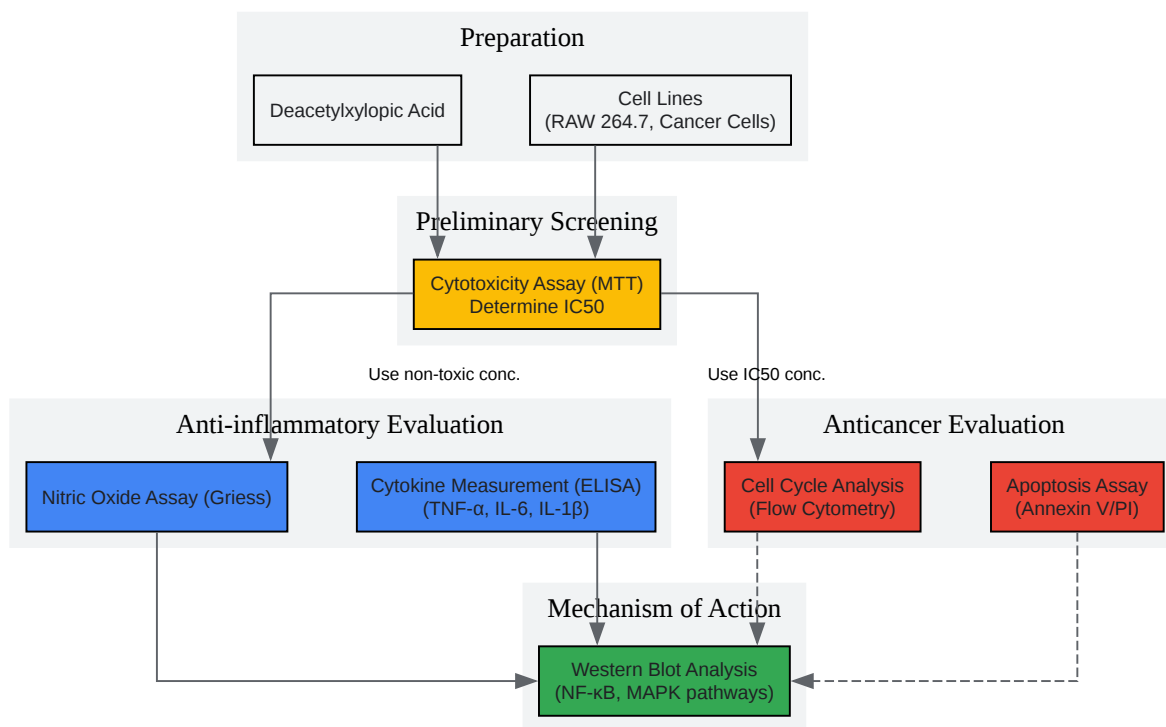 Preparation
Deacetylxylopic Acid
Cell Lines
(RAW 264.7, Cancer Cells)
Preliminary Screening
Cytotoxicity Assay (MTT)
Determine IC50
Use non-toxic conc.
Use IC50 conc.
Anti-inflammatory Evaluation
Nitric Oxide Assay (Griess)
Cytokine Measurement (ELISA)
(TNF-α, IL-6, IL-1β)
Anticancer Evaluation
Cell Cycle Analysis
(Flow Cytometry)
Apoptosis Assay
(Annexin V/PI)
Mechanism of Action
Western Blot Analysis
(NF-κB, MAPK pathways)